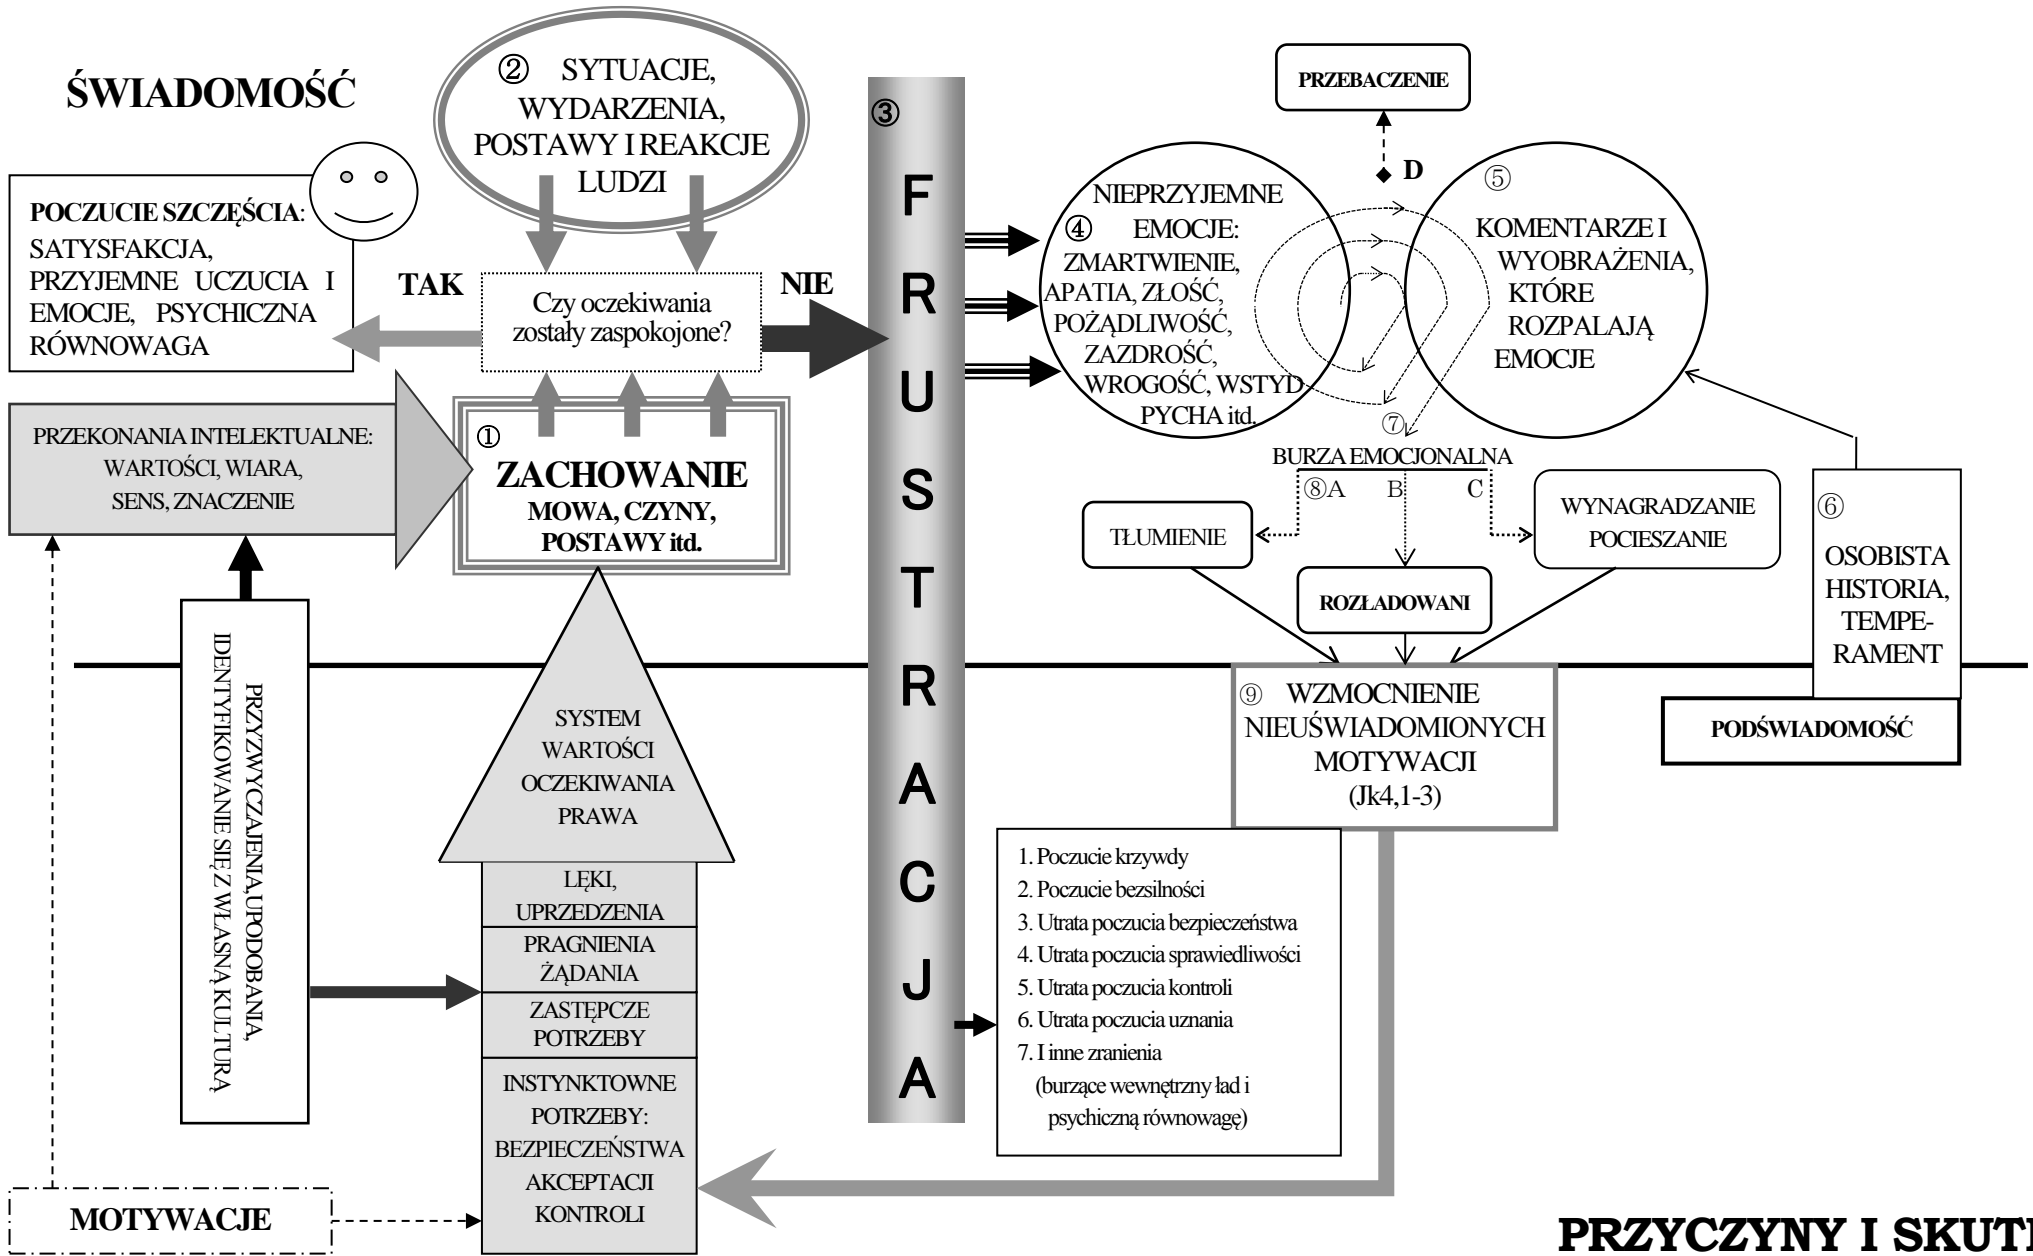 ŚWIADOMOŚĆ
② SYTUACJE,
WYDARZENIA,
POSTAWY I REAKCJE
LUDZI
POCZUCIE SZCZĘŚCIA:
SATYSFAKCJA,
PRZYJEMNE UCZUCIA I
EMOCJE, PSYCHICZNA
RÓWNOWAGA
TAK
Czy oczekiwania
zostały zaspokojone?
NIE
PRZEKONANIA INTELEKTUALNE:
WARTOŚCI, WIARA,
SENS, ZNACZENIE
①
ZACHOWANIE
MOWA, CZYNY,
POSTAWY itd.
PRZYZWYCZAJENIA, UPODOBANIA,
IDENTYFIKOWANIE SIĘ Z WŁASNĄ KULTURĄ
SYSTEM
WARTOŚCI
OCZEKIWANIA
PRAWA
LĘKI,
UPRZEDZENIA
PRAGNIENIA
ŻĄDANIA
ZASTĘPCZE
POTRZEBY
INSTYNKTOWNE
POTRZEBY:
BEZPIECZEŃSTWA
AKCEPTACJI
KONTROLI
MOTYWACJE
③
F
R
U
S
T
R
A
C
J
A
PRZEBACZENIE
D
NIEPRZYJEMNE
④ EMOCJE:
ZMARTWIENIE,
APATIA, ZŁOŚĆ,
POŻĄDLIWOŚĆ,
ZAZDROŚĆ,
WROGOŚĆ, WSTYD
PYCHA itd.
⑤
KOMENTARZE I
WYOBRAŻENIA,
KTÓRE
ROZPALAJĄ
EMOCJE
⑦
BURZA EMOCJONALNA
⑧A B C
TŁUMIENIE
ROZŁADOWANI
WYNAGRADZANIE
POCIESZANIE
⑥
OSOBISTA
HISTORIA,
TEMPE-
RAMENT
PODŚWIADOMOŚĆ
⑨ WZMOCNIENIE
NIEUŚWIADOMIONYCH
MOTYWACJI
(Jk4,1-3)
1. Poczucie krzywdy
2. Poczucie bezsilności
3. Utrata poczucia bezpieczeństwa
4. Utrata poczucia sprawiedliwości
5. Utrata poczucia kontroli
6. Utrata poczucia uznania
7. I inne zranienia
(burzące wewnętrzny ład i
psychiczną równowagę)
PRZYCZYNY I